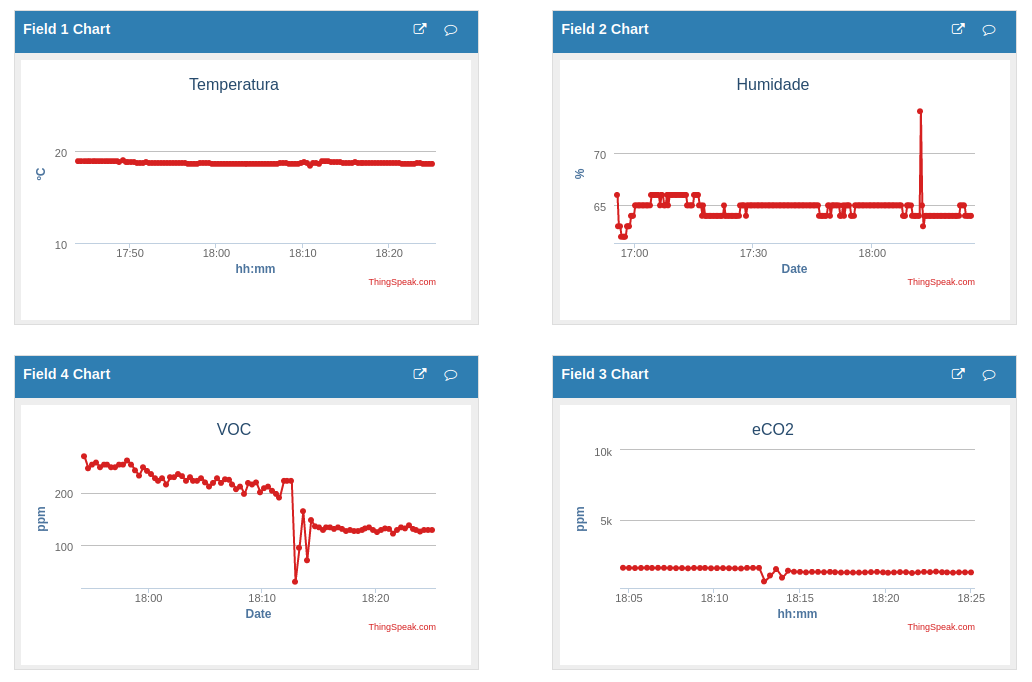 Field 1 Chart
Temperatura
ºC
20
10
17:50 18:00 18:10 18:20
hh:mm
ThingSpeak.com
Field 2 Chart
Humidade
%
70
65
17:00 17:30 18:00
Date
ThingSpeak.com
Field 4 Chart
VOC
ppm
200
100
18:00 18:10 18:20
Date
ThingSpeak.com
Field 3 Chart
eCO2
ppm
10k
5k
18:05 18:10 18:15 18:20 18:25
hh:mm
ThingSpeak.com